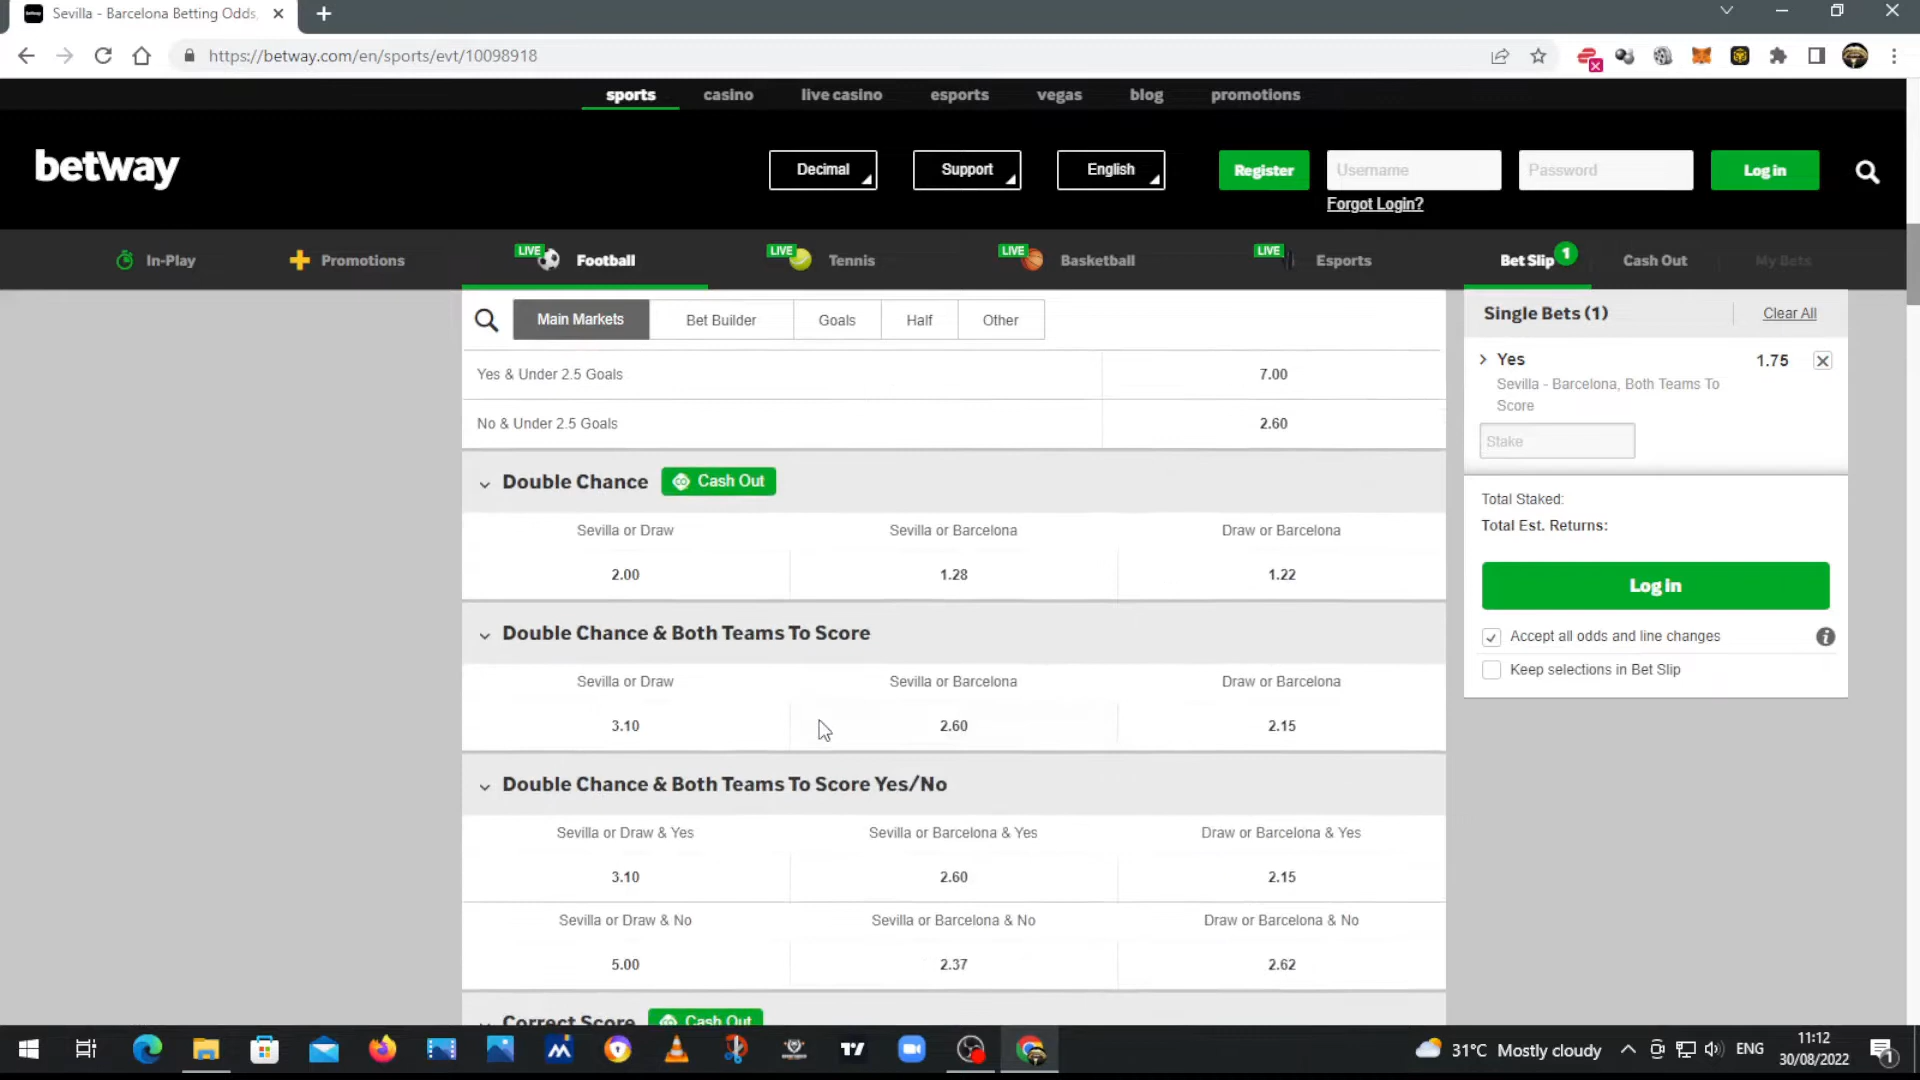 betway Sevilla - Barcelona Betting Odds,
https://betway.com/en/sports/evt/10098918
sports casino live casino esports vegas blog promotions
betway
Decimal Support English Register Username Password Log in
Forgot Login?
In-Play Promotions LIVE Football LIVE Tennis LIVE Basketball LIVE Esports Bet Slip 1 Cash Out My Bets
Main Markets Bet Builder Goals Half Other
Yes & Under 2.5 Goals 7.00
No & Under 2.5 Goals 2.60
Double Chance Cash Out
Sevilla or Draw Sevilla or Barcelona Draw or Barcelona
2.00 1.28 1.22
Double Chance & Both Teams To Score
Sevilla or Draw Sevilla or Barcelona Draw or Barcelona
3.10 2.60 2.15
Double Chance & Both Teams To Score Yes/No
Sevilla or Draw & Yes Sevilla or Barcelona & Yes Draw or Barcelona & Yes
3.10 2.60 2.15
Sevilla or Draw & No Sevilla or Barcelona & No Draw or Barcelona & No
5.00 2.37 2.62
Correct Score Cash Out
Single Bets (1) Clear All
Yes 1.75
Sevilla - Barcelona, Both Teams To
Score
Stake
Total Staked:
Total Est. Returns:
Log in
Accept all odds and line changes
Keep selections in Bet Slip
31°C Mostly cloudy ENG 11:12
30/08/2022 1